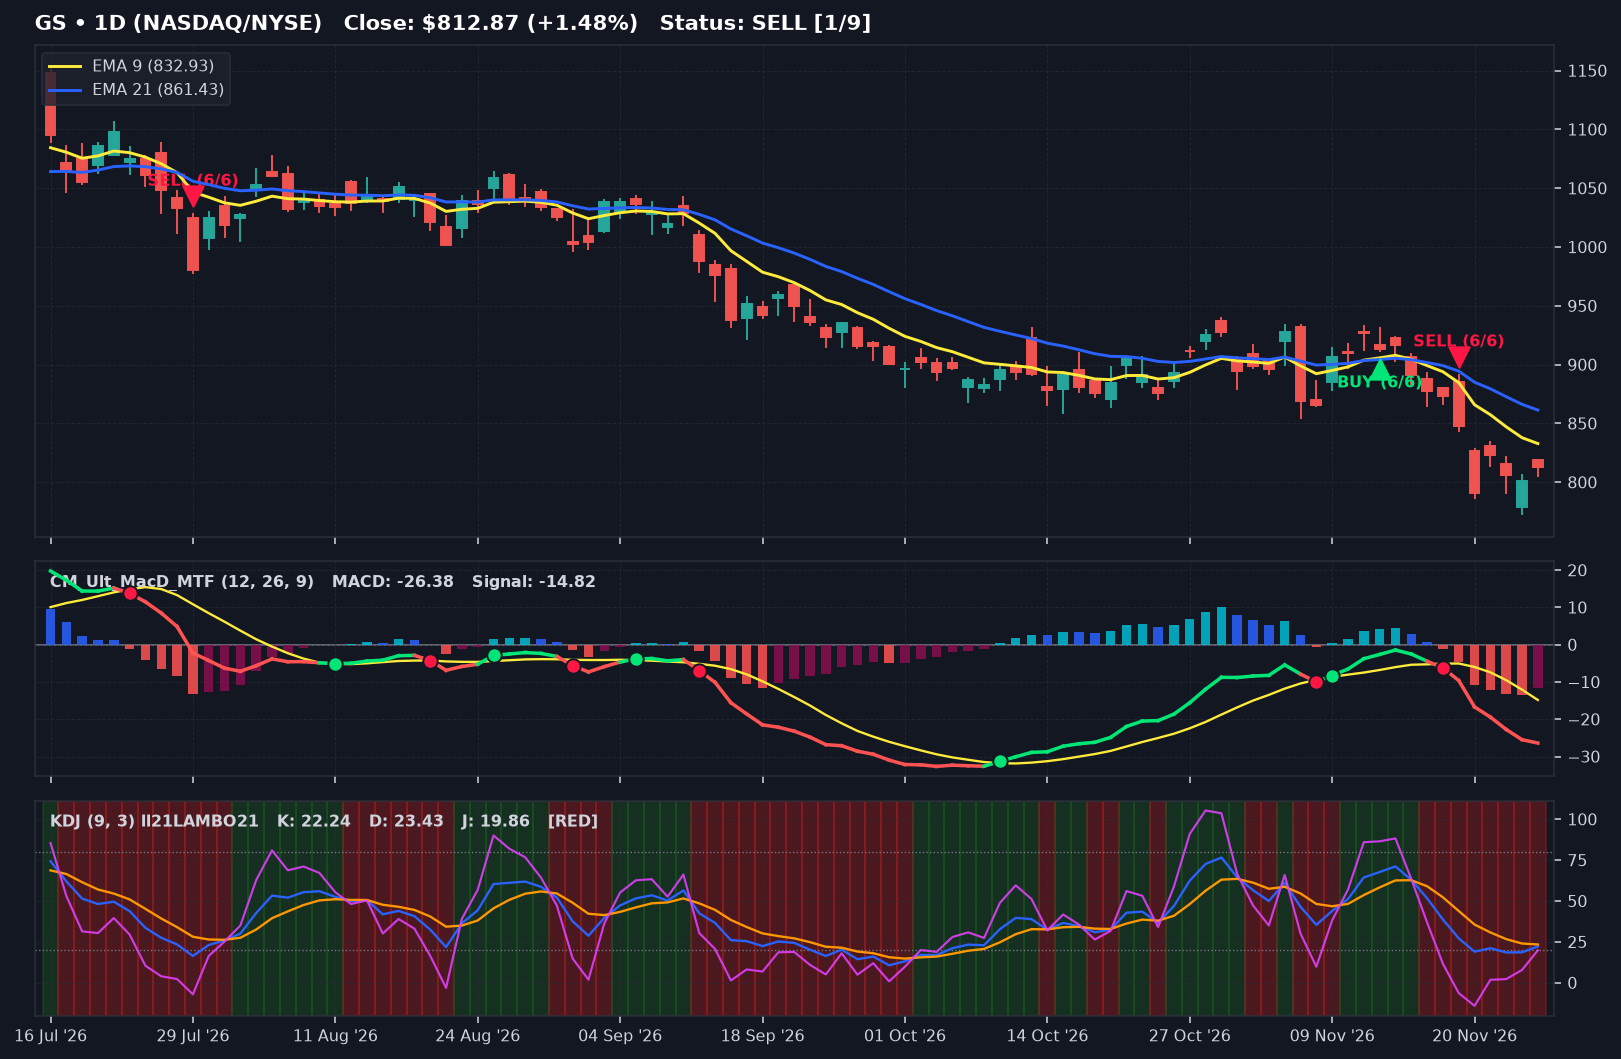 GS • 1D (NASDAQ/NYSE)   Close: $812.87 (+1.48%)   Status: SELL [1/9]
EMA 9 (832.93)
EMA 21 (861.43)
1150
1100
1050
1000
950
900
850
800
SELL (6/6)
SELL (6/6)
BUY (6/6)
CM_Ult_MacD_MTF (12, 26, 9)   MACD: -26.38   Signal: -14.82
20
10
0
−10
−20
−30
KDJ (9, 3) II21LAMBO21   K: 22.24   D: 23.43   J: 19.86   [RED]
100
75
50
25
0
16 Jul '26
29 Jul '26
11 Aug '26
24 Aug '26
04 Sep '26
18 Sep '26
01 Oct '26
14 Oct '26
27 Oct '26
09 Nov '26
20 Nov '26